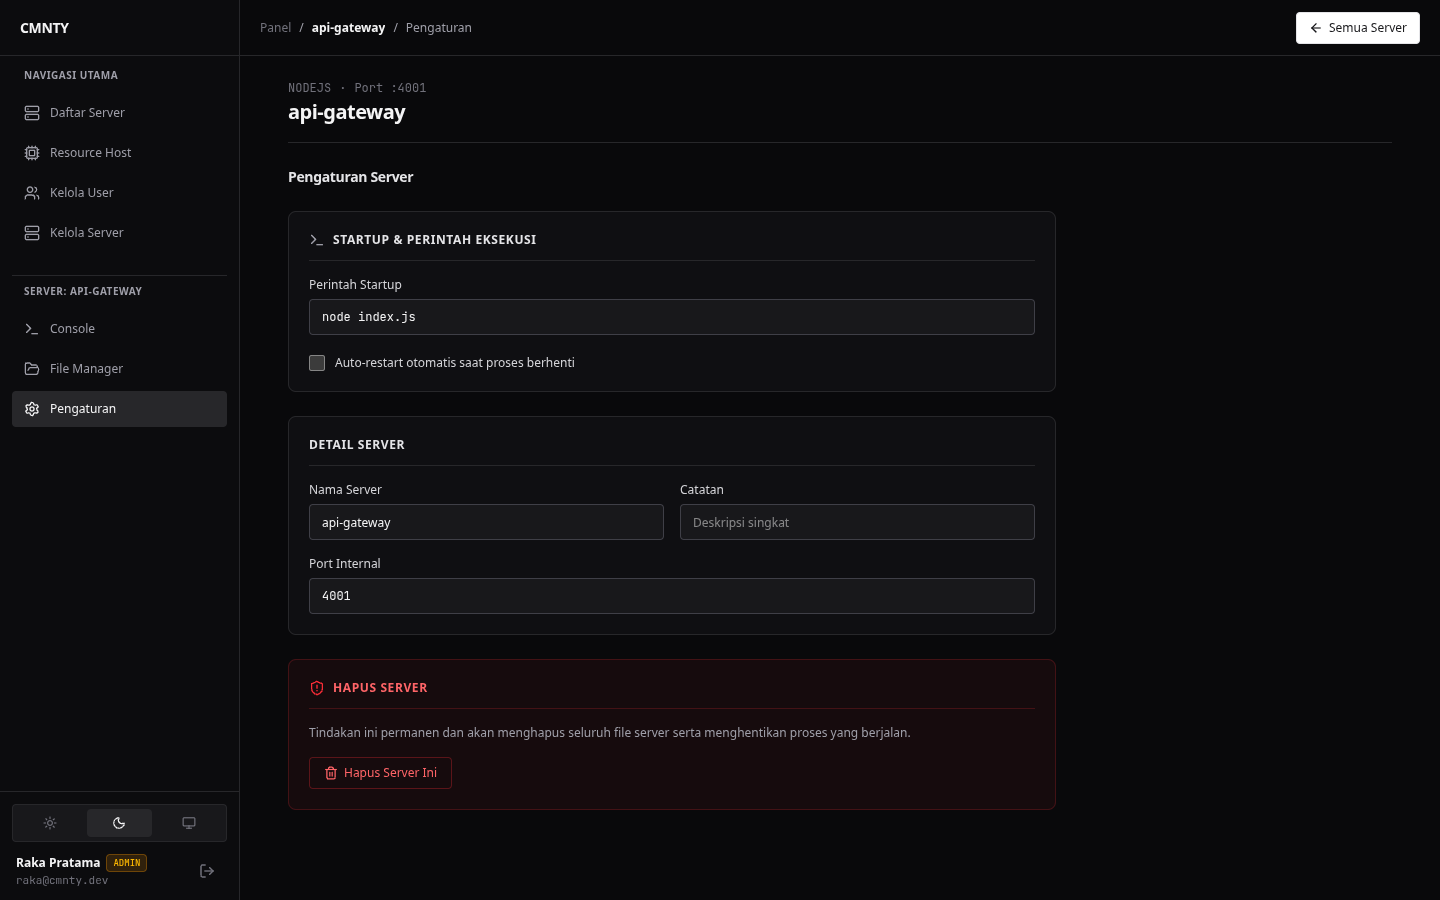 CMNTY
NAVIGASI UTAMA
Daftar Server
Resource Host
Kelola User
Kelola Server
SERVER: API-GATEWAY
Console
File Manager
Pengaturan
Raka Pratama ADMIN
raka@cmnty.dev
Panel / api-gateway / Pengaturan
Semua Server
NODEJS · Port :4001
api-gateway
Pengaturan Server
STARTUP & PERINTAH EKSEKUSI
Perintah Startup
node index.js
Auto-restart otomatis saat proses berhenti
DETAIL SERVER
Nama Server
api-gateway
Catatan
Deskripsi singkat
Port Internal
4001
HAPUS SERVER
Tindakan ini permanen dan akan menghapus seluruh file server serta menghentikan proses yang berjalan.
Hapus Server Ini